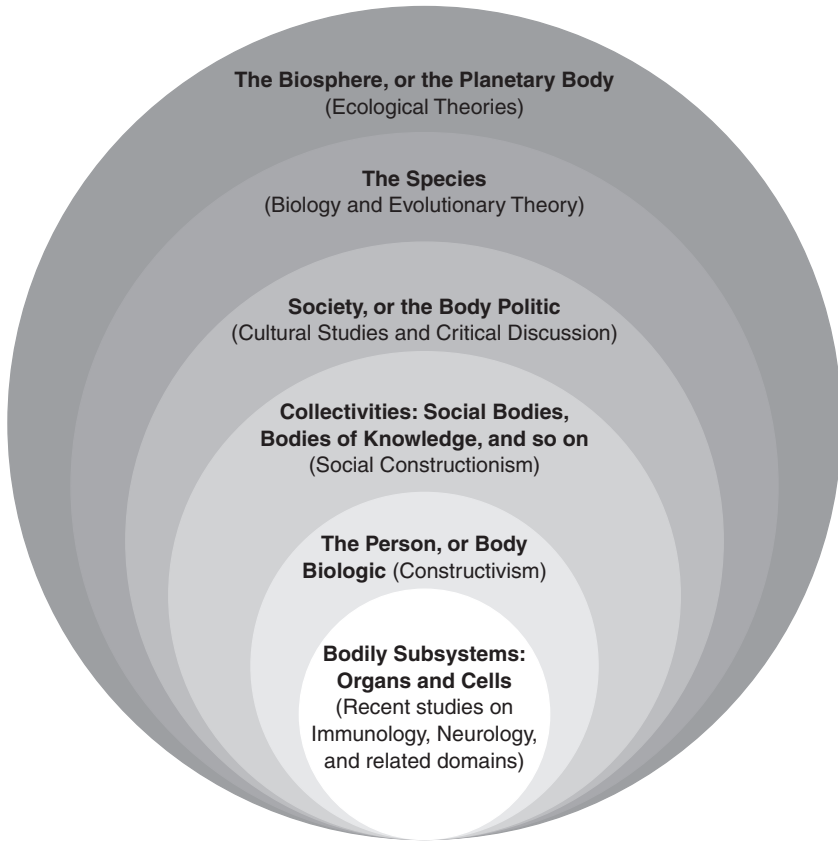 The Biosphere, or the Planetary Body
(Ecological Theories)
The Species
(Biology and Evolutionary Theory)
Society, or the Body Politic
(Cultural Studies and Critical Discussion)
Collectivities: Social Bodies,
Bodies of Knowledge, and so on
(Social Constructionism)
The Person, or Body
Biologic (Constructivism)
Bodily Subsystems:
Organs and Cells
(Recent studies on
Immunology, Neurology,
and related domains)